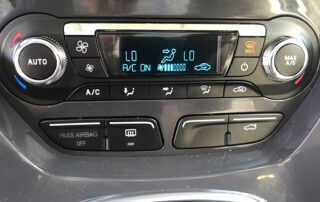 LO LO
A/C ON
AUTO
MAX
A/C
A/C
PASS AIRBAG
OFF